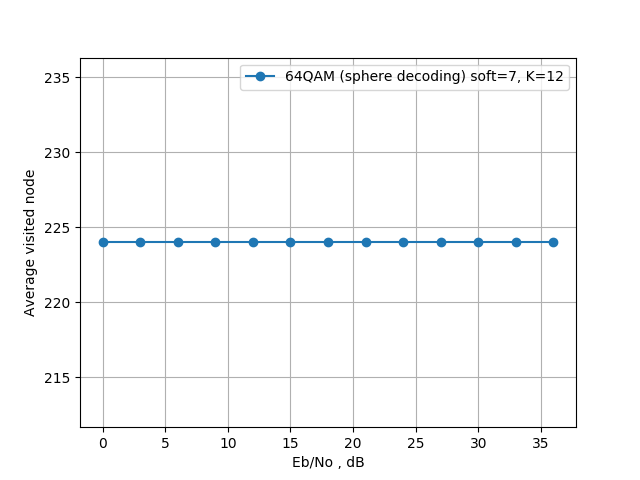 64QAM (sphere decoding) soft=7, K=12
Average visited node
235
230
225
220
215
0 5 10 15 20 25 30 35
Eb/No , dB